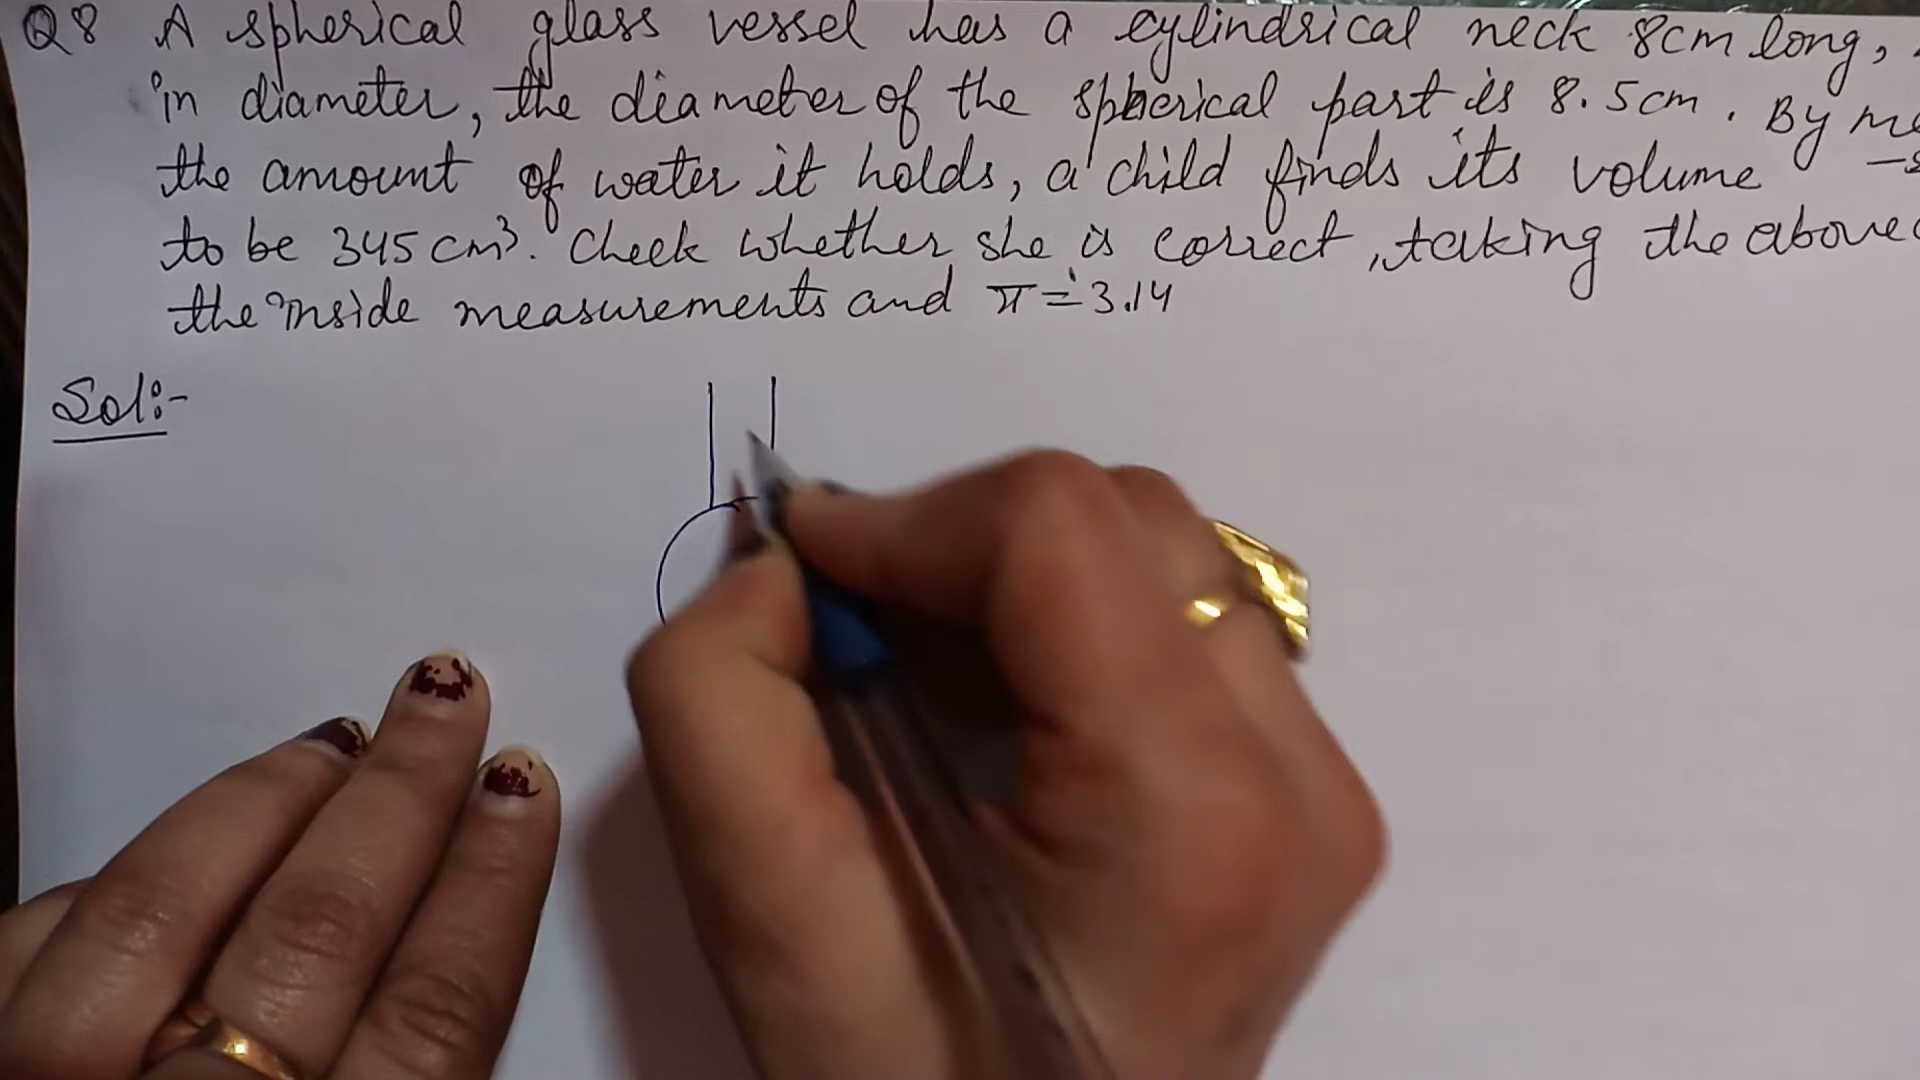 Q8 A spherical glass vessel has a cylindrical neck 8cm long,
in diameter, the diameter of the spherical part is 8.5cm. By me
the amount of water it holds, a child finds its volume -s
to be 345 cm³. Check whether she is correct, taking the above
the inside measurements and π = 3.14
Sol:-